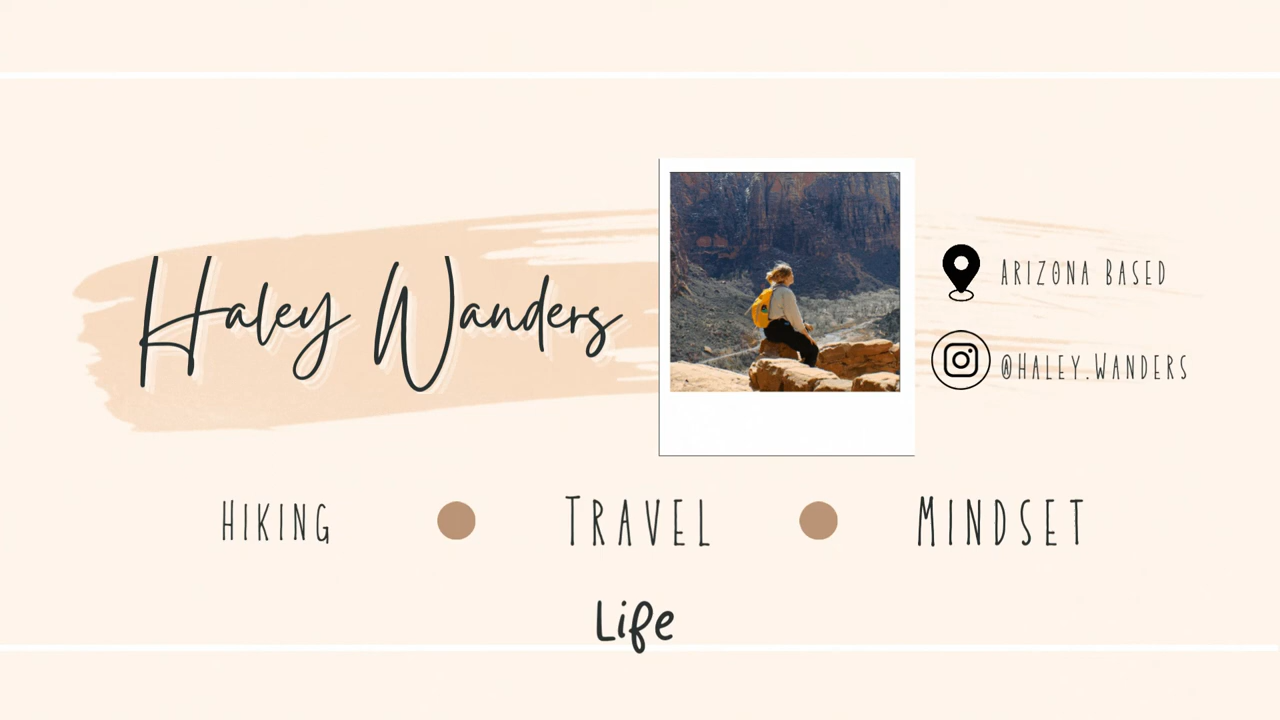 Haley Wanders
Arizona Based
@Haley.Wanders
Hiking
Travel
Mindset
Life